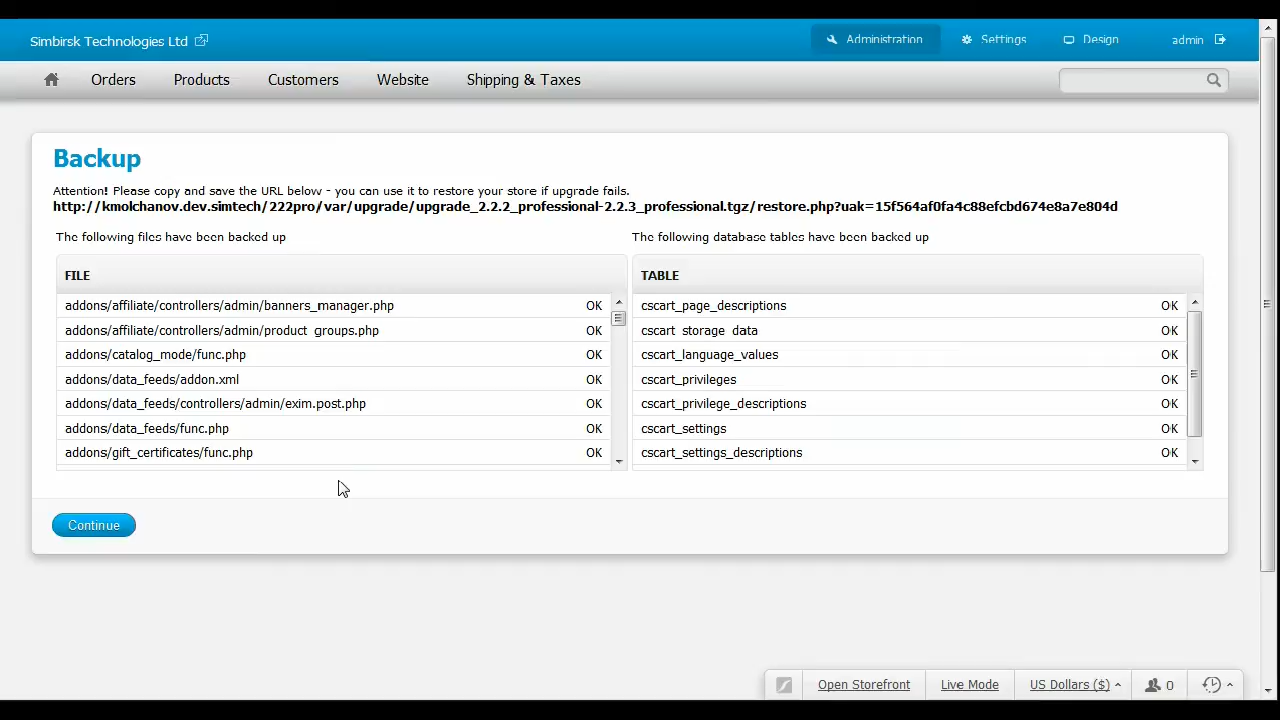 Simbirsk Technologies Ltd
Administration
Settings
Design
admin
Orders
Products
Customers
Website
Shipping & Taxes
Backup
Attention! Please copy and save the URL below - you can use it to restore your store if upgrade fails.
http://kmolchanov.dev.simtech/222pro/var/upgrade/upgrade_2.2.2_professional-2.2.3_professional.tgz/restore.php?uak=15f564af0fa4c88efcbd674e8a7e804d
The following files have been backed up
FILE
addons/affiliate/controllers/admin/banners_manager.php OK
addons/affiliate/controllers/admin/product_groups.php OK
addons/catalog_mode/func.php OK
addons/data_feeds/addon.xml OK
addons/data_feeds/controllers/admin/exim.post.php OK
addons/data_feeds/func.php OK
addons/gift_certificates/func.php OK
The following database tables have been backed up
TABLE
cscart_page_descriptions OK
cscart_storage_data OK
cscart_language_values OK
cscart_privileges OK
cscart_privilege_descriptions OK
cscart_settings OK
cscart_settings_descriptions OK
Continue
Open Storefront
Live Mode
US Dollars ($)
0